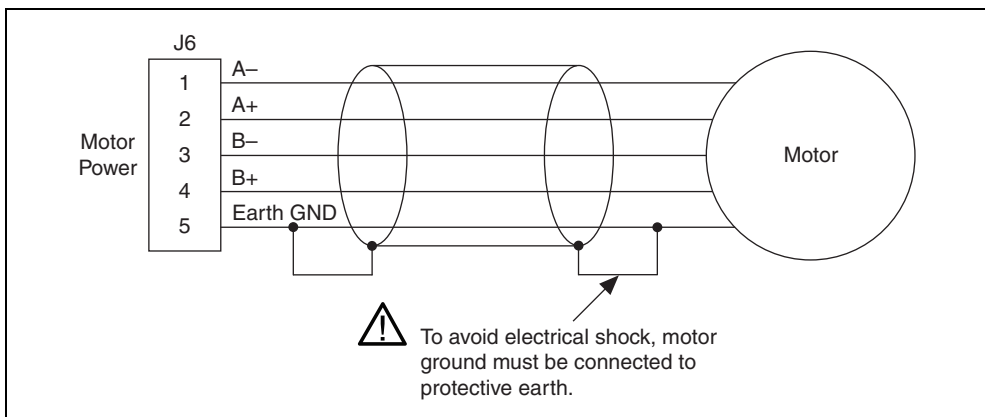 J6
Motor
Power
1 A–
2 A+
3 B–
4 B+
5 Earth GND
Motor
To avoid electrical shock, motor
ground must be connected to
protective earth.